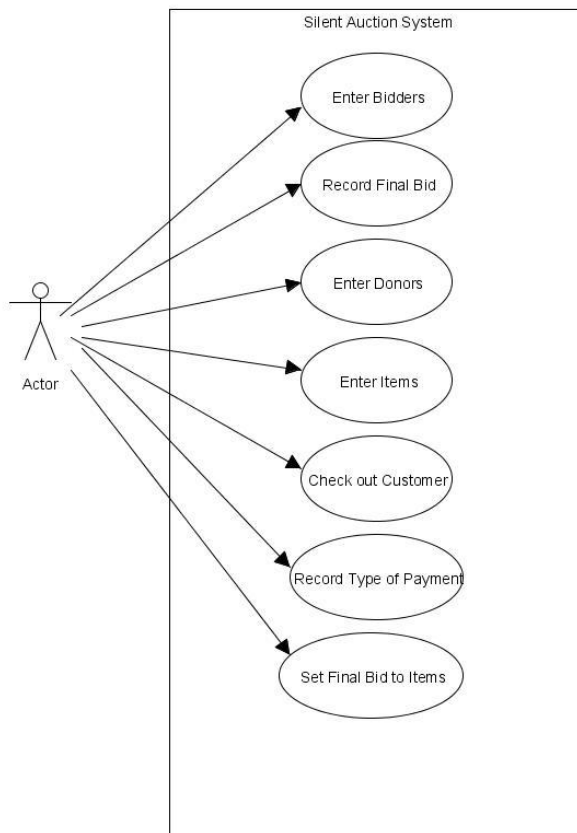 Silent Auction System
Enter Bidders
Record Final Bid
Enter Donors
Enter Items
Actor
Check out Customer
Record Type of Payment
Set Final Bid to Items